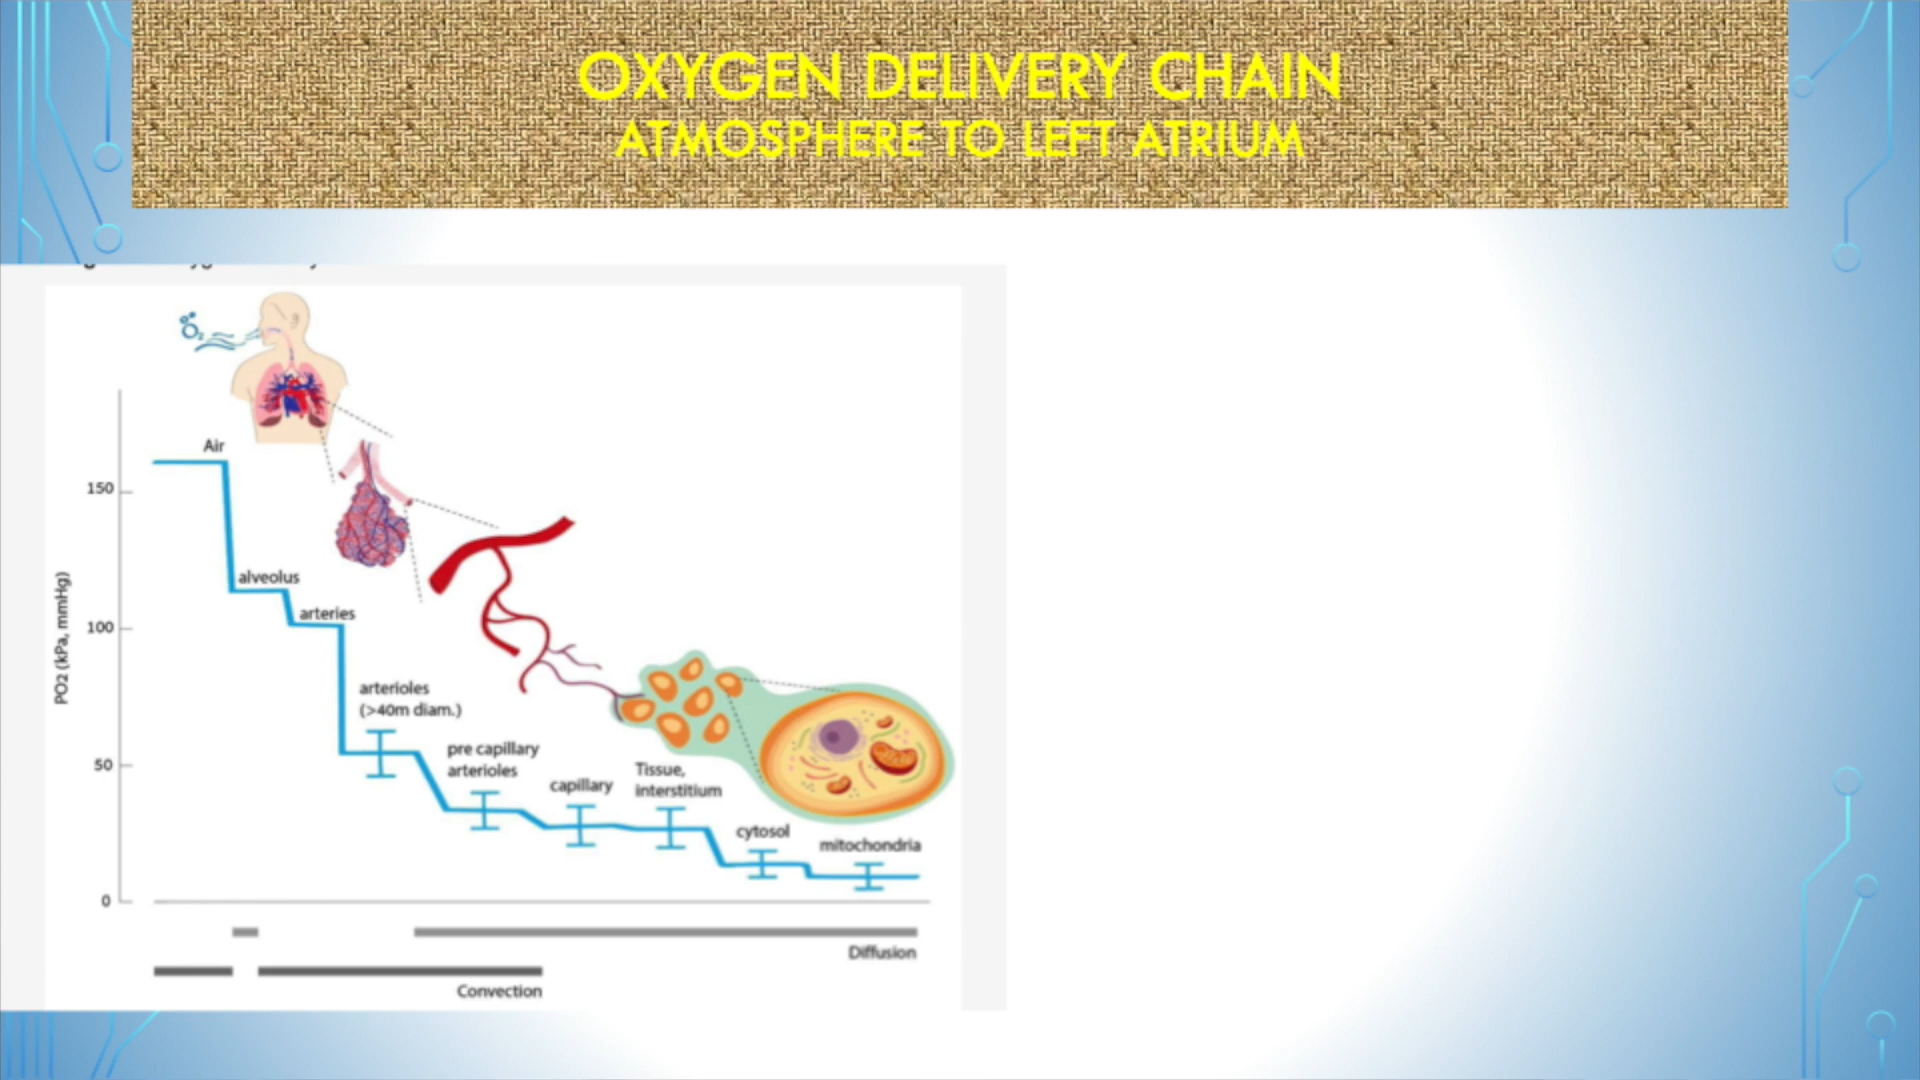 OXYGEN DELIVERY CHAIN
ATMOSPHERE TO LEFT ATRIUM
O2
Air
150
alveolus
arteries
100
PO2 (kPa, mmHg)
arterioles
(>40m diam.)
pre capillary
arterioles
50
capillary
Tissue,
interstitium
cytosol
mitochondria
0
Diffusion
Convection